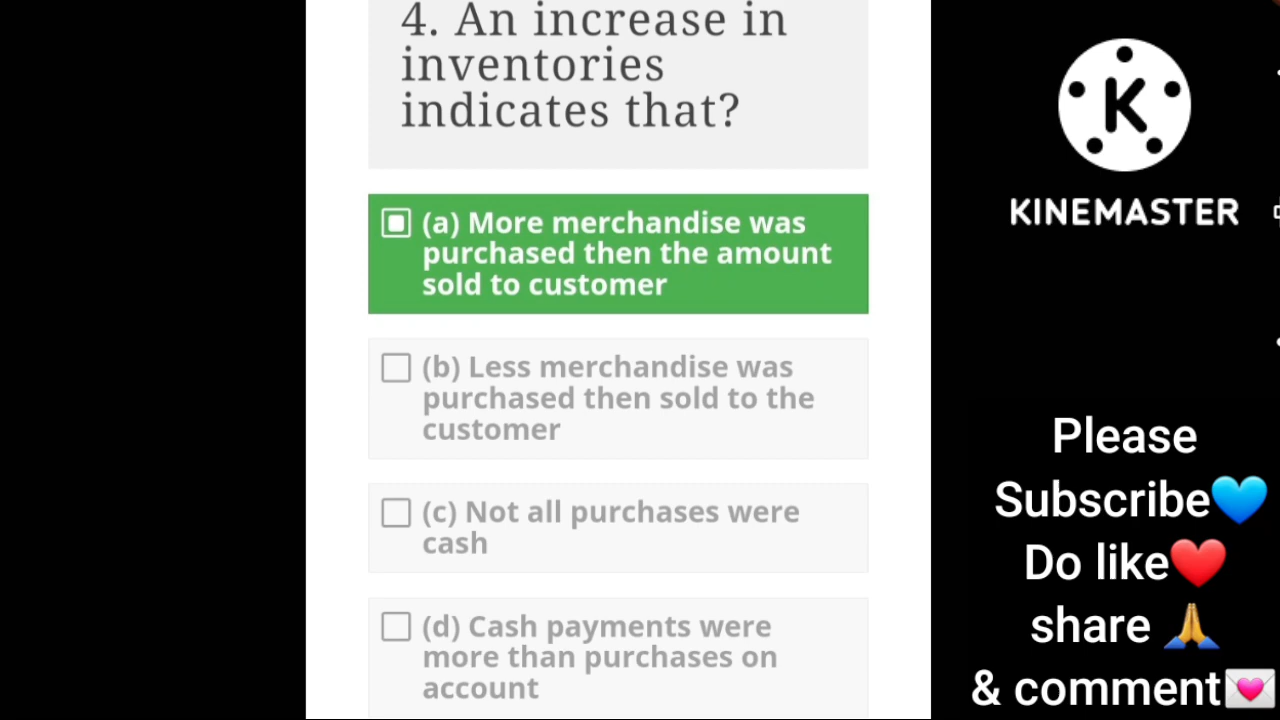 4. An increase in
inventories
indicates that?
(a) More merchandise was
purchased then the amount
sold to customer
(b) Less merchandise was
purchased then sold to the
customer
(c) Not all purchases were
cash
(d) Cash payments were
more than purchases on
account
K
KINEMASTER
Please
Subscribe💙
Do like❤️
share 🙏
& comment💌